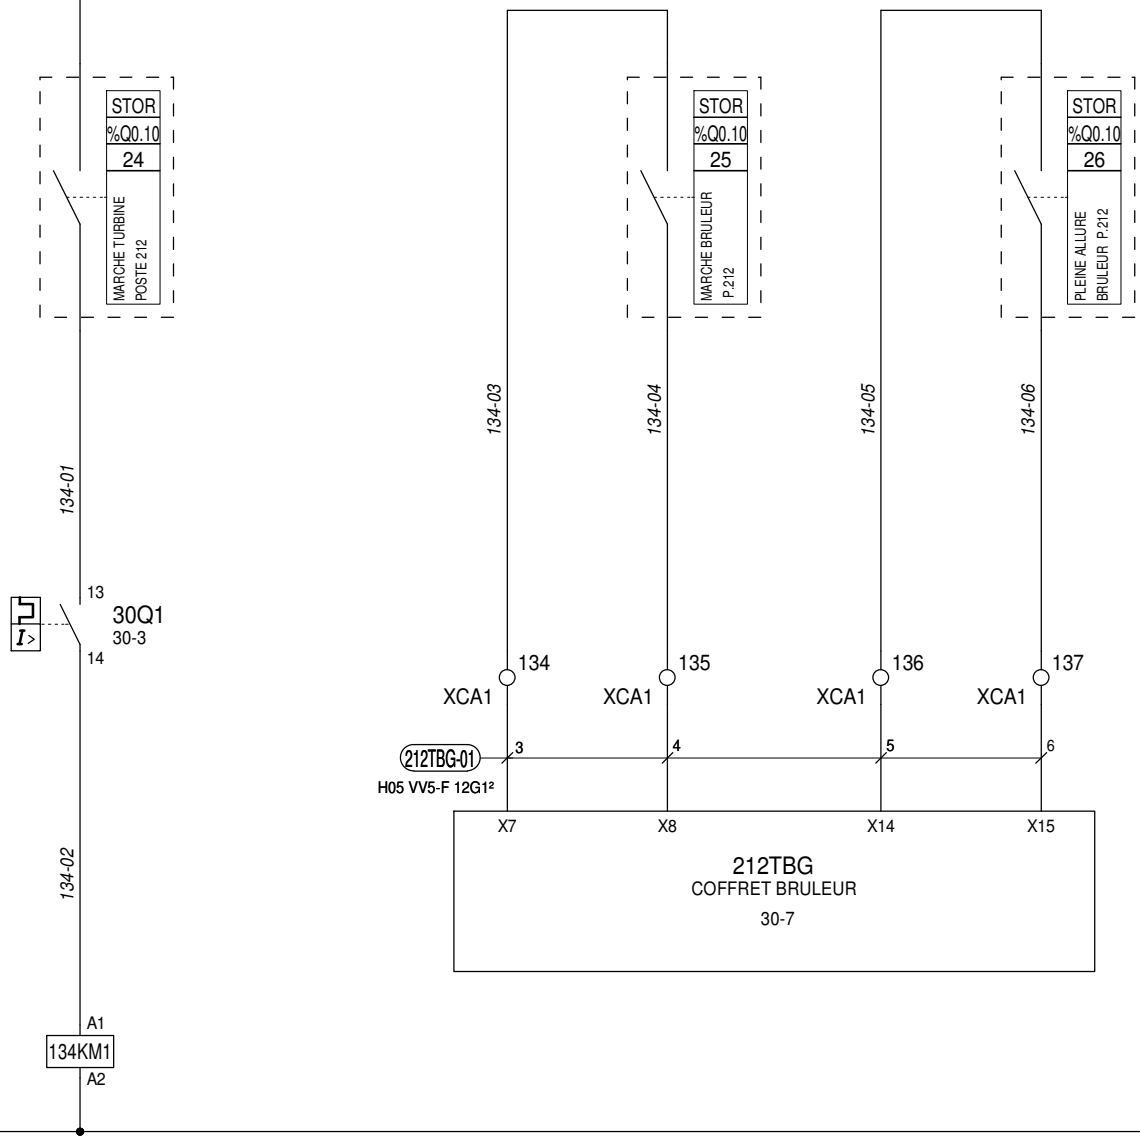 STOR
%Q0.10
24
MARCHE TURBINE
POSTE 212
STOR
%Q0.10
25
MARCHE BRULEUR
P.212
STOR
%Q0.10
26
PLEINE ALLURE
BRULEUR P.212
134-01
134-03
134-04
134-05
134-06
13
30Q1
30-3
14
I>
134
XCA1
135
XCA1
136
XCA1
137
XCA1
212TBG-01
3
4
5
6
H05 VV5-F 12G1²
X7
X8
X14
X15
212TBG
COFFRET BRULEUR
30-7
134-02
A1
134KM1
A2